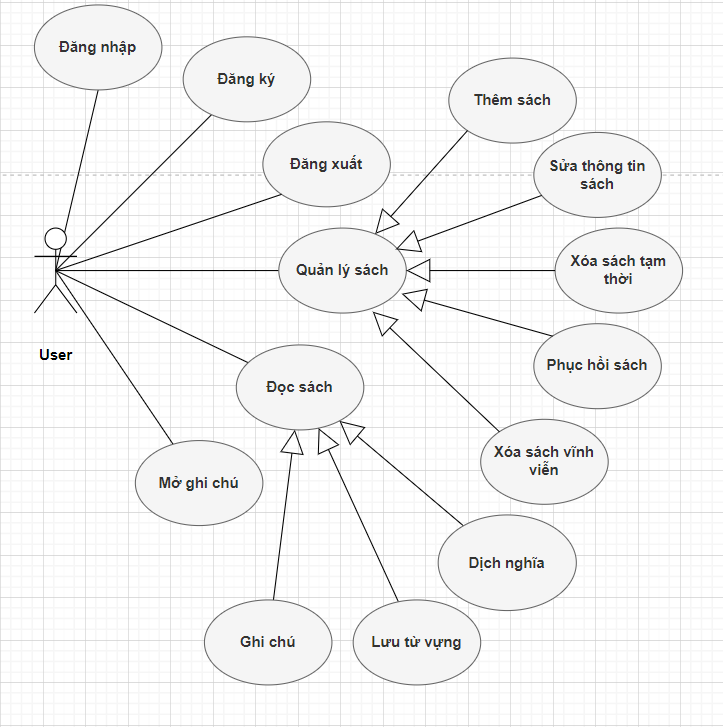 Đăng nhập
Đăng ký
Thêm sách
Đăng xuất
Sửa thông tin
sách
Quản lý sách
Xóa sách tạm
thời
User
Phục hồi sách
Đọc sách
Xóa sách vĩnh
viễn
Mở ghi chú
Dịch nghĩa
Ghi chú
Lưu từ vựng